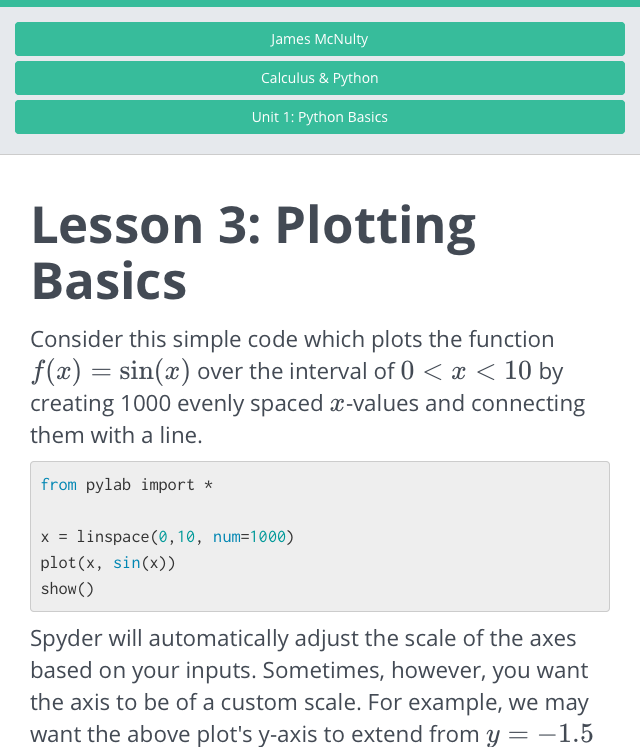 James McNulty
Calculus & Python
Unit 1: Python Basics
Lesson 3: Plotting
Basics
Consider this simple code which plots the function
f(x) = sin(x) over the interval of 0 < x < 10 by
creating 1000 evenly spaced x-values and connecting
them with a line.
from pylab import *
x = linspace(0,10, num=1000)
plot(x, sin(x))
show()
Spyder will automatically adjust the scale of the axes
based on your inputs. Sometimes, however, you want
the axis to be of a custom scale. For example, we may
want the above plot's y-axis to extend from y = −1.5